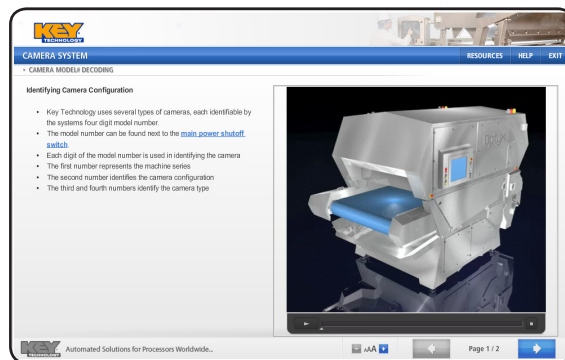 KEY
TECHNOLOGY
CAMERA SYSTEM
RESOURCES HELP EXIT
CAMERA MODEL# DECODING
Identifying Camera Configuration
• Key Technology uses several types of cameras, each identifiable by
the systems four digit model number.
• The model number can be found next to the main power shutoff
switch.
• Each digit of the model number is used in identifying the camera
• The first number represents the machine series
• The second number identifies the camera configuration
• The third and fourth numbers identify the camera type
Optyx
KEY
TECHNOLOGY
Automated Solutions for Processors Worldwide...
AAA
Page 1 / 2